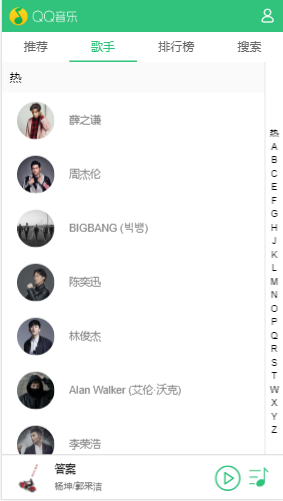 QQ音乐
推荐 歌手 排行榜 搜索
热
薛之谦
周杰伦
BIGBANG (빅뱅)
陈奕迅
林俊杰
Alan Walker (艾伦·沃克)
李荣浩
热
A
B
C
E
F
G
H
J
K
L
M
N
O
P
Q
R
S
T
W
X
Y
Z
答案
杨坤/郭采洁